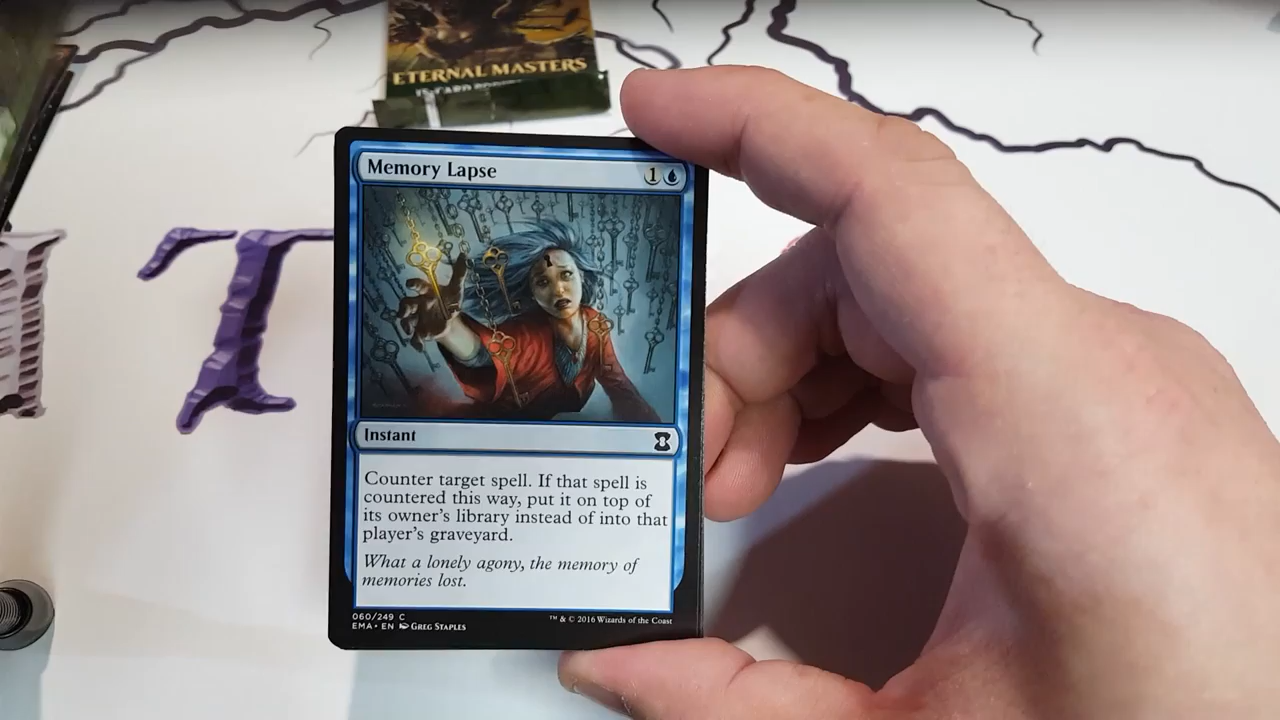 ETERNAL MASTERS
15-CARD
Memory Lapse
1
Instant
Counter target spell. If that spell is
countered this way, put it on top of
its owner's library instead of into that
player's graveyard.
What a lonely agony, the memory of
memories lost.
060/249 C
EMA • EN GREG STAPLES
™ & © 2016 Wizards of the Coast
T